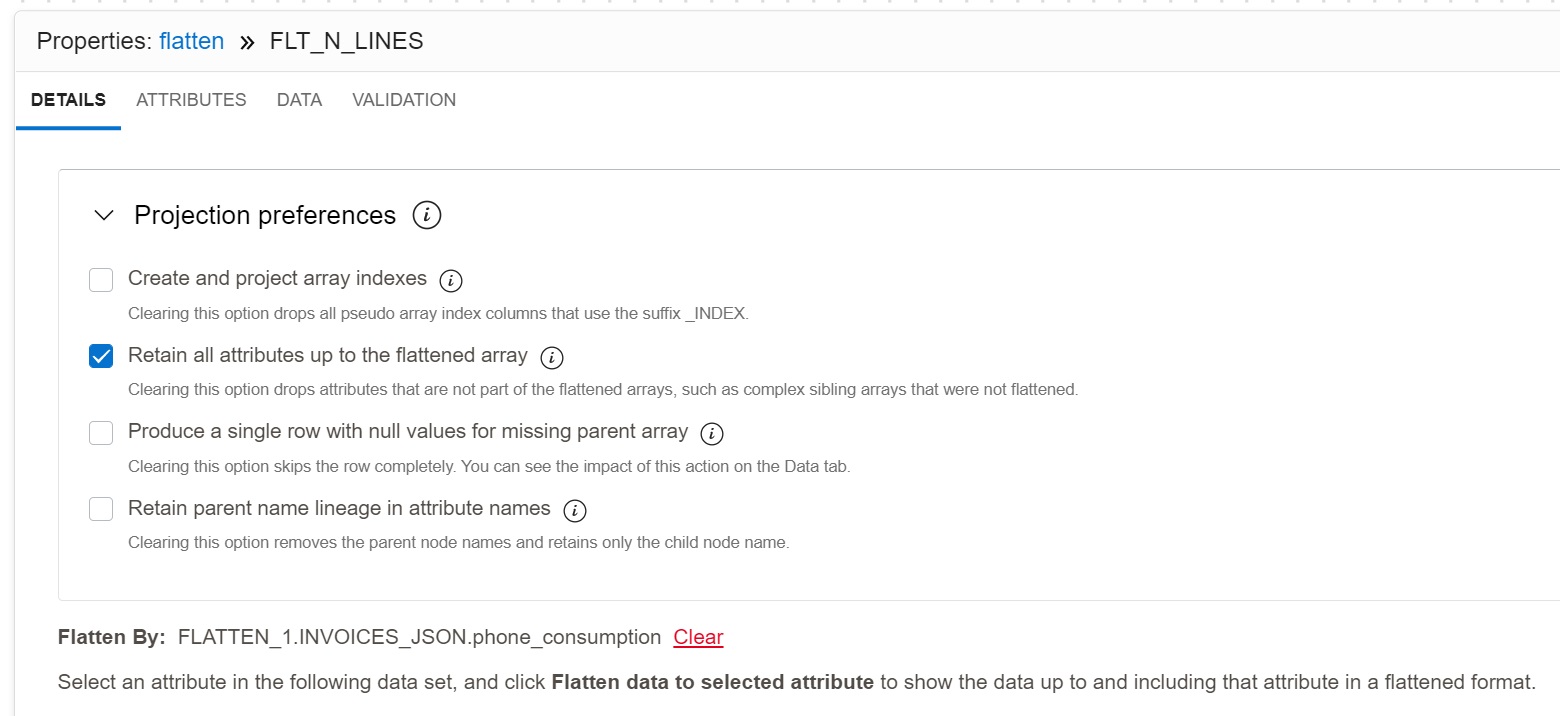 Properties: flatten » FLT_N_LINES
DETAILS ATTRIBUTES DATA VALIDATION
Projection preferences
Create and project array indexes
Clearing this option drops all pseudo array index columns that use the suffix _INDEX.
Retain all attributes up to the flattened array
Clearing this option drops attributes that are not part of the flattened arrays, such as complex sibling arrays that were not flattened.
Produce a single row with null values for missing parent array
Clearing this option skips the row completely. You can see the impact of this action on the Data tab.
Retain parent name lineage in attribute names
Clearing this option removes the parent node names and retains only the child node name.
Flatten By: FLATTEN_1.INVOICES_JSON.phone_consumption Clear
Select an attribute in the following data set, and click Flatten data to selected attribute to show the data up to and including that attribute in a flattened format.